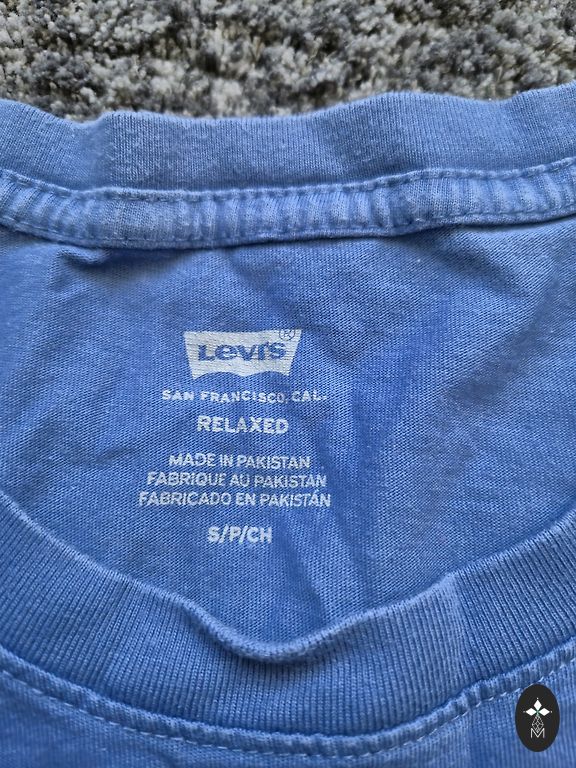 Levi's ®
SAN FRANCISCO, CAL.
RELAXED
MADE IN PAKISTAN
FABRIQUE AU PAKISTAN
FABRICADO EN PAKISTÁN
S/P/CH
M